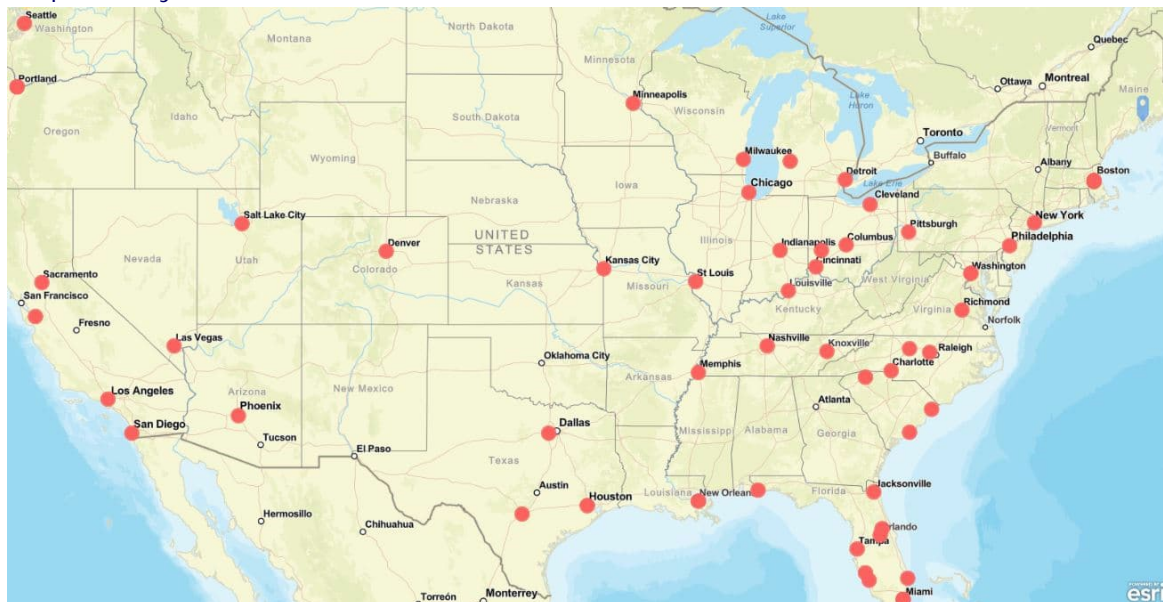 Seattle
Washington
Montana
North Dakota
Minnesota
Lake
Superior
Quebec
Ottawa
Montreal
Maine
Portland
Oregon
Idaho
Wyoming
South Dakota
Minneapolis
Wisconsin
Lake
Huron
Toronto
Vermont
Buffalo
Albany
Boston
Milwaukee
Detroit
Lake Erie
Chicago
Cleveland
Iowa
Nebraska
Salt Lake City
Nevada
Utah
Denver
Colorado
UNITED
STATES
Illinois
Indianapolis
Columbus
Pittsburgh
New York
Philadelphia
Cincinnati
Washington
Sacramento
San Francisco
Fresno
Kansas City
Kansas
Missouri
St Louis
Louisville
Kentucky
West Virginia
Virginia
Richmond
Norfolk
Las Vegas
Oklahoma City
Nashville
Knoxville
Raleigh
Charlotte
Memphis
Arkansas
Los Angeles
Arizona
New Mexico
Phoenix
San Diego
Tucson
El Paso
Dallas
Texas
Mississippi
Alabama
Atlanta
Georgia
Austin
Houston
Louisiana
New Orlean
Florida
Jacksonville
Hermosillo
Chihuahua
rlando
Tampa
Miami
Torreón
Monterrey
POWERED BY
esri